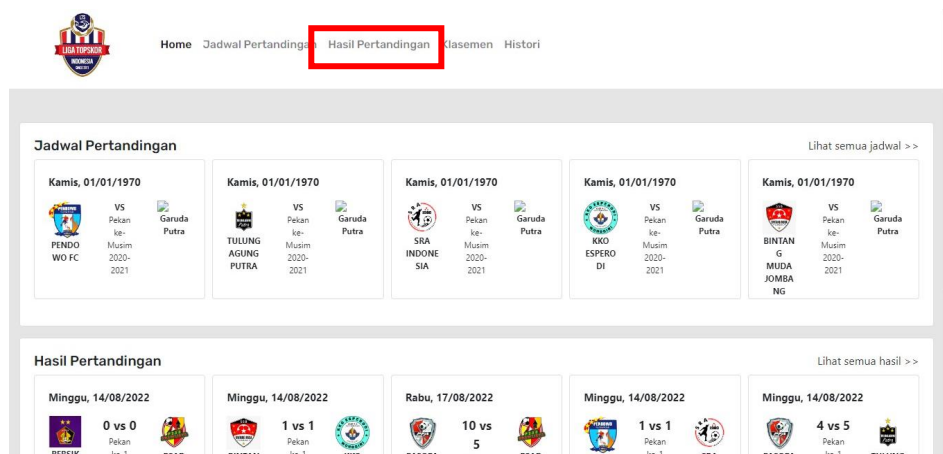 LIGA TOPSKOR
INDONESIA
Home Jadwal Pertandingan Hasil Pertandingan Klasemen Histori
Jadwal Pertandingan
Lihat semua jadwal >>
Kamis, 01/01/1970
PENDO
WO FC
VS
Pekan
ke-
Musim
2020-
2021
Garuda
Putra
Kamis, 01/01/1970
TULUNG
AGUNG
PUTRA
VS
Pekan
ke-
Musim
2020-
2021
Garuda
Putra
Kamis, 01/01/1970
SRA
INDONE
SIA
VS
Pekan
ke-
Musim
2020-
2021
Garuda
Putra
Kamis, 01/01/1970
KKO
ESPERO
DI
VS
Pekan
ke-
Musim
2020-
2021
Garuda
Putra
Kamis, 01/01/1970
BINTAN
G
MUDA
JOMBA
NG
VS
Pekan
ke-
Musim
2020-
2021
Garuda
Putra
Hasil Pertandingan
Lihat semua hasil >>
Minggu, 14/08/2022
0 vs 0
Pekan
Minggu, 14/08/2022
1 vs 1
Pekan
Rabu, 17/08/2022
10 vs
5
Minggu, 14/08/2022
1 vs 1
Pekan
Minggu, 14/08/2022
4 vs 5
Pekan